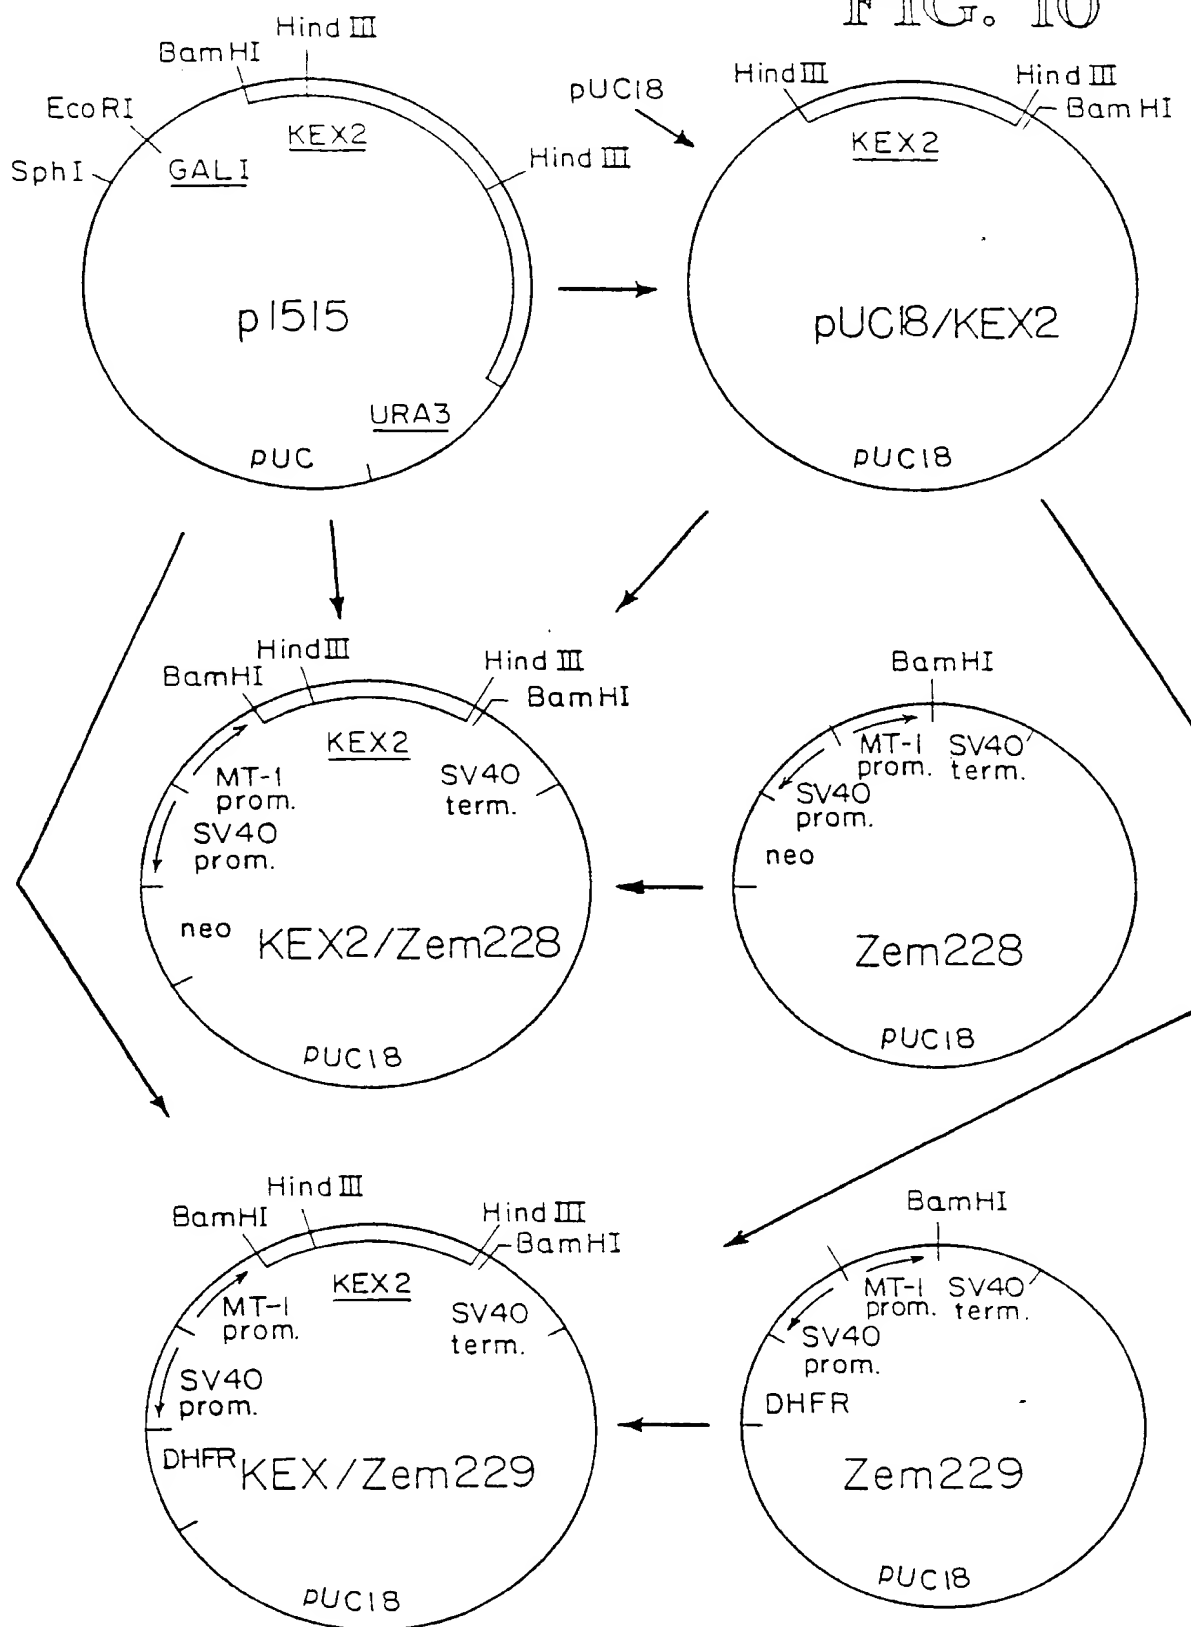 FIG. 10
Hind III
BamHI
EcoRI
SphI
KEX2
GAL1
Hind III
p1515
URA3
pUC
pUC18
Hind III
Hind III
BamHI
KEX2
pUC18/KEX2
pUC18
Hind III
BamHI
Hind III
BamHI
KEX2
MT-1
prom.
SV40
term.
SV40
prom.
neo
KEX2/Zem228
pUC18
BamHI
MT-1
prom.
SV40
term.
SV40
prom.
neo
Zem228
pUC18
Hind III
BamHI
Hind III
BamHI
KEX2
MT-1
prom.
SV40
term.
SV40
prom.
DHFR
KEX/Zem229
pUC18
BamHI
MT-1
prom.
SV40
term.
SV40
prom.
DHFR
Zem229
pUC18